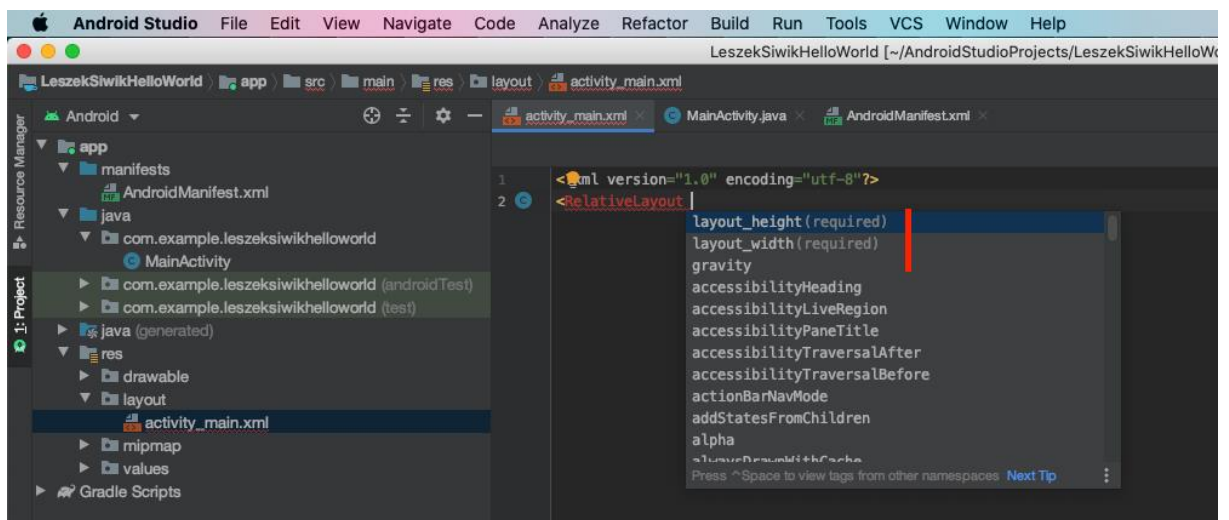 Android Studio File Edit View Navigate Code Analyze Refactor Build Run Tools VCS Window Help
LeszekSiwikHelloWorld [~/AndroidStudioProjects/LeszekSiwikHelloWo
LeszekSiwikHelloWorld app src main res layout activity_main.xml
Android
activity_main.xml MainActivity.java AndroidManifest.xml
Resource Manager
1: Project
app
manifests
AndroidManifest.xml
java
com.example.leszeksiwikhelloworld
MainActivity
com.example.leszeksiwikhelloworld (androidTest)
com.example.leszeksiwikhelloworld (test)
java (generated)
res
drawable
layout
activity_main.xml
mipmap
values
Gradle Scripts
1 <?xml version="1.0" encoding="utf-8"?>
2 <RelativeLayout
layout_height(required)
layout_width(required)
gravity
accessibilityHeading
accessibilityLiveRegion
accessibilityPaneTitle
accessibilityTraversalAfter
accessibilityTraversalBefore
actionBarNavMode
addStatesFromChildren
alpha
alwaysDrawnWithCache
Press ^Space to view tags from other namespaces Next Tip